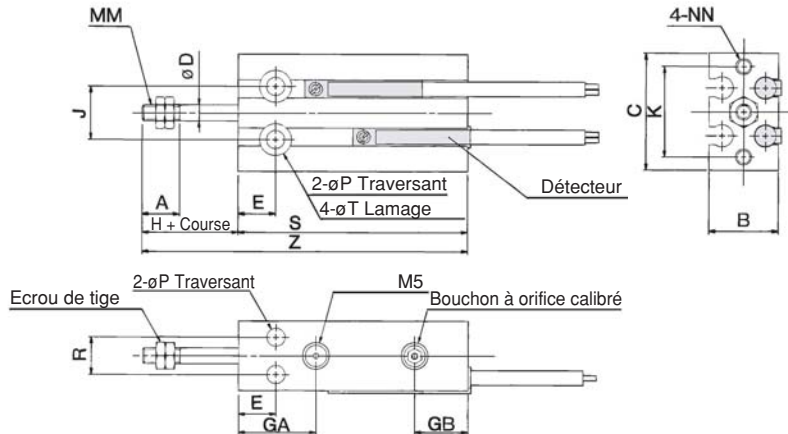 MM
øD
J
A
H + Course
E
S
Z
2-øP Traversant
4-øT Lamage
Détecteur
4-NN
C
K
B
2-øP Traversant
M5
Ecrou de tige
Bouchon à orifice calibré
R
E
GA
GB